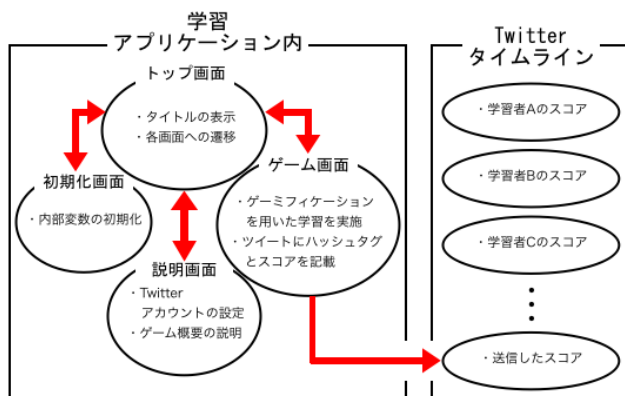 学習
アプリケーション内
トップ画面
・タイトルの表示
・各画面への遷移
初期化画面
・内部変数の初期化
説明画面
・Twitter
アカウントの設定
・ゲーム概要の説明
ゲーム画面
・ゲーミフィケーション
を用いた学習を実施
・ツイートにハッシュタグ
とスコアを記載
Twitter
タイムライン
・学習者Aのスコア
・学習者Bのスコア
・学習者Cのスコア
・送信したスコア